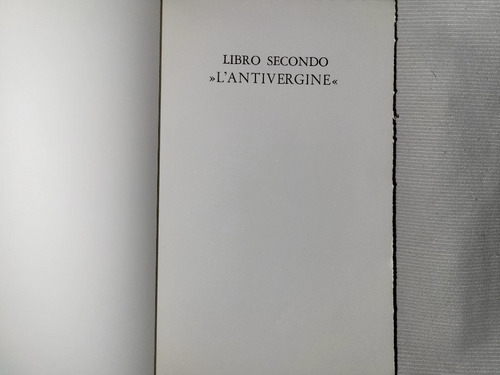 LIBRO SECONDO
»L'ANTIVERGINE«